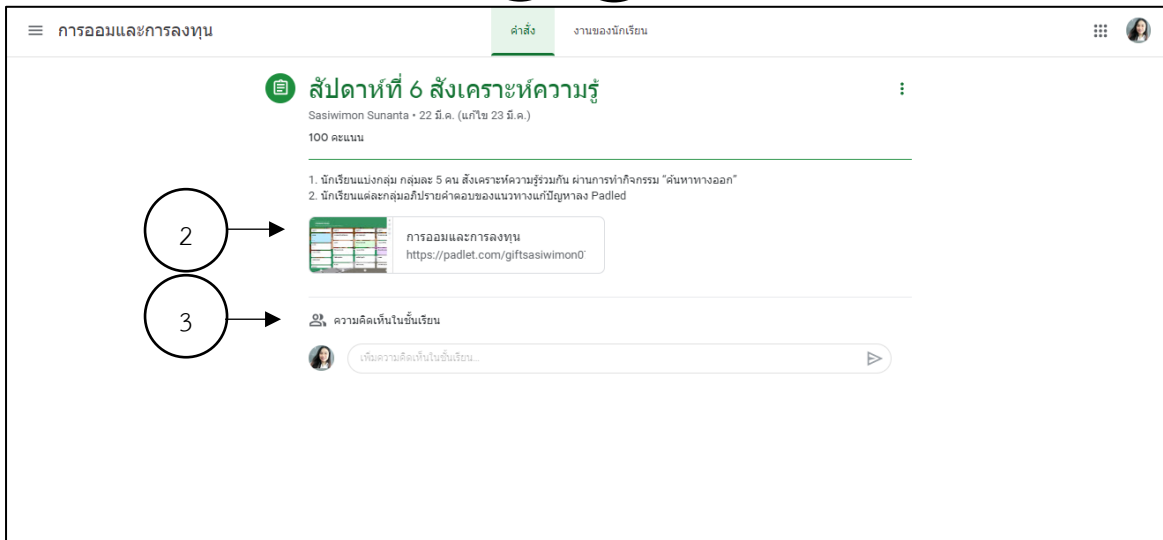 การออมและการลงทุน
คำสั่ง
งานของนักเรียน
สัปดาห์ที่ 6 สังเคราะห์ความรู้
Sasiwimon Sunanta • 22 มี.ค. (แก้ไข 23 มี.ค.)
100 คะแนน
1. นักเรียนแบ่งกลุ่ม กลุ่มละ 5 คน สังเคราะห์ความรู้ร่วมกัน ผ่านการทำกิจกรรม “ค้นหาทางออก”
2. นักเรียนแต่ละกลุ่มอภิปรายคำตอบของแนวทางแก้ปัญหาลง Padled
2
การออมและการลงทุน
https://padlet.com/giftsasiwimon0
3
ความคิดเห็นในชั้นเรียน
เพิ่มความคิดเห็นในชั้นเรียน...